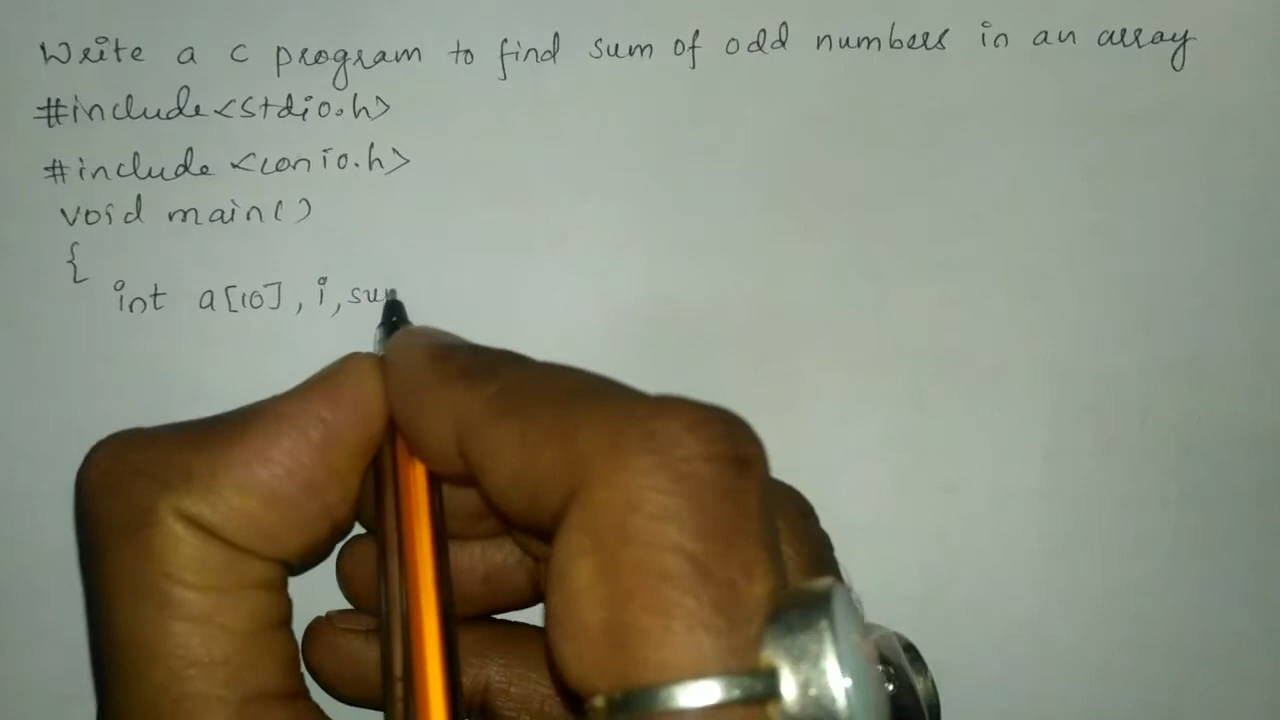 Write a c program to find sum of odd numbers in an array
#include<stdio.h>
#include <conio.h>
void main()
{
int a[10], i, su